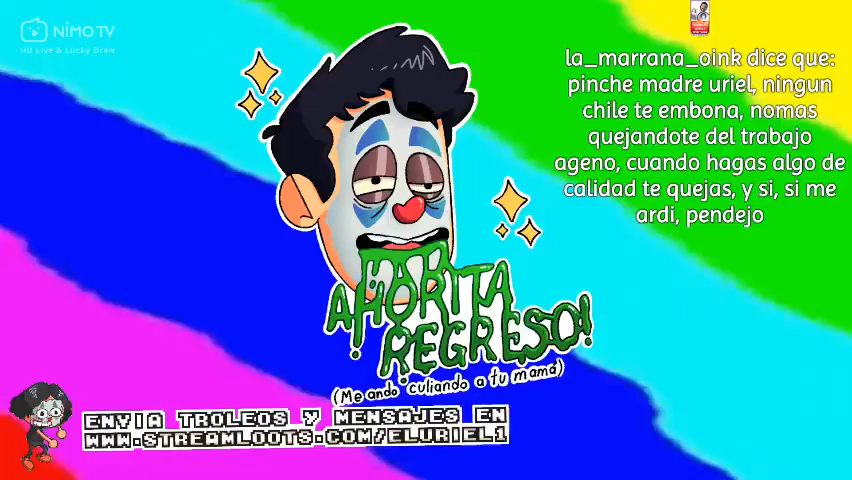 NIMO TV
HD Live & Lucky Draw
la_marrana_oink dice que:
pinche madre uriel, ningun
chile te embona, nomas
quejandote del trabajo
ageno, cuando hagas algo de
calidad te quejas, y si, si me
ardi, pendejo
¡AHORITA
REGRESO!
(Me ando culiando a tu mamá)
ENVIA TROLEOS Y MENSAJES EN
WWW.STREAMLOOTS.COM/ELURIEL1